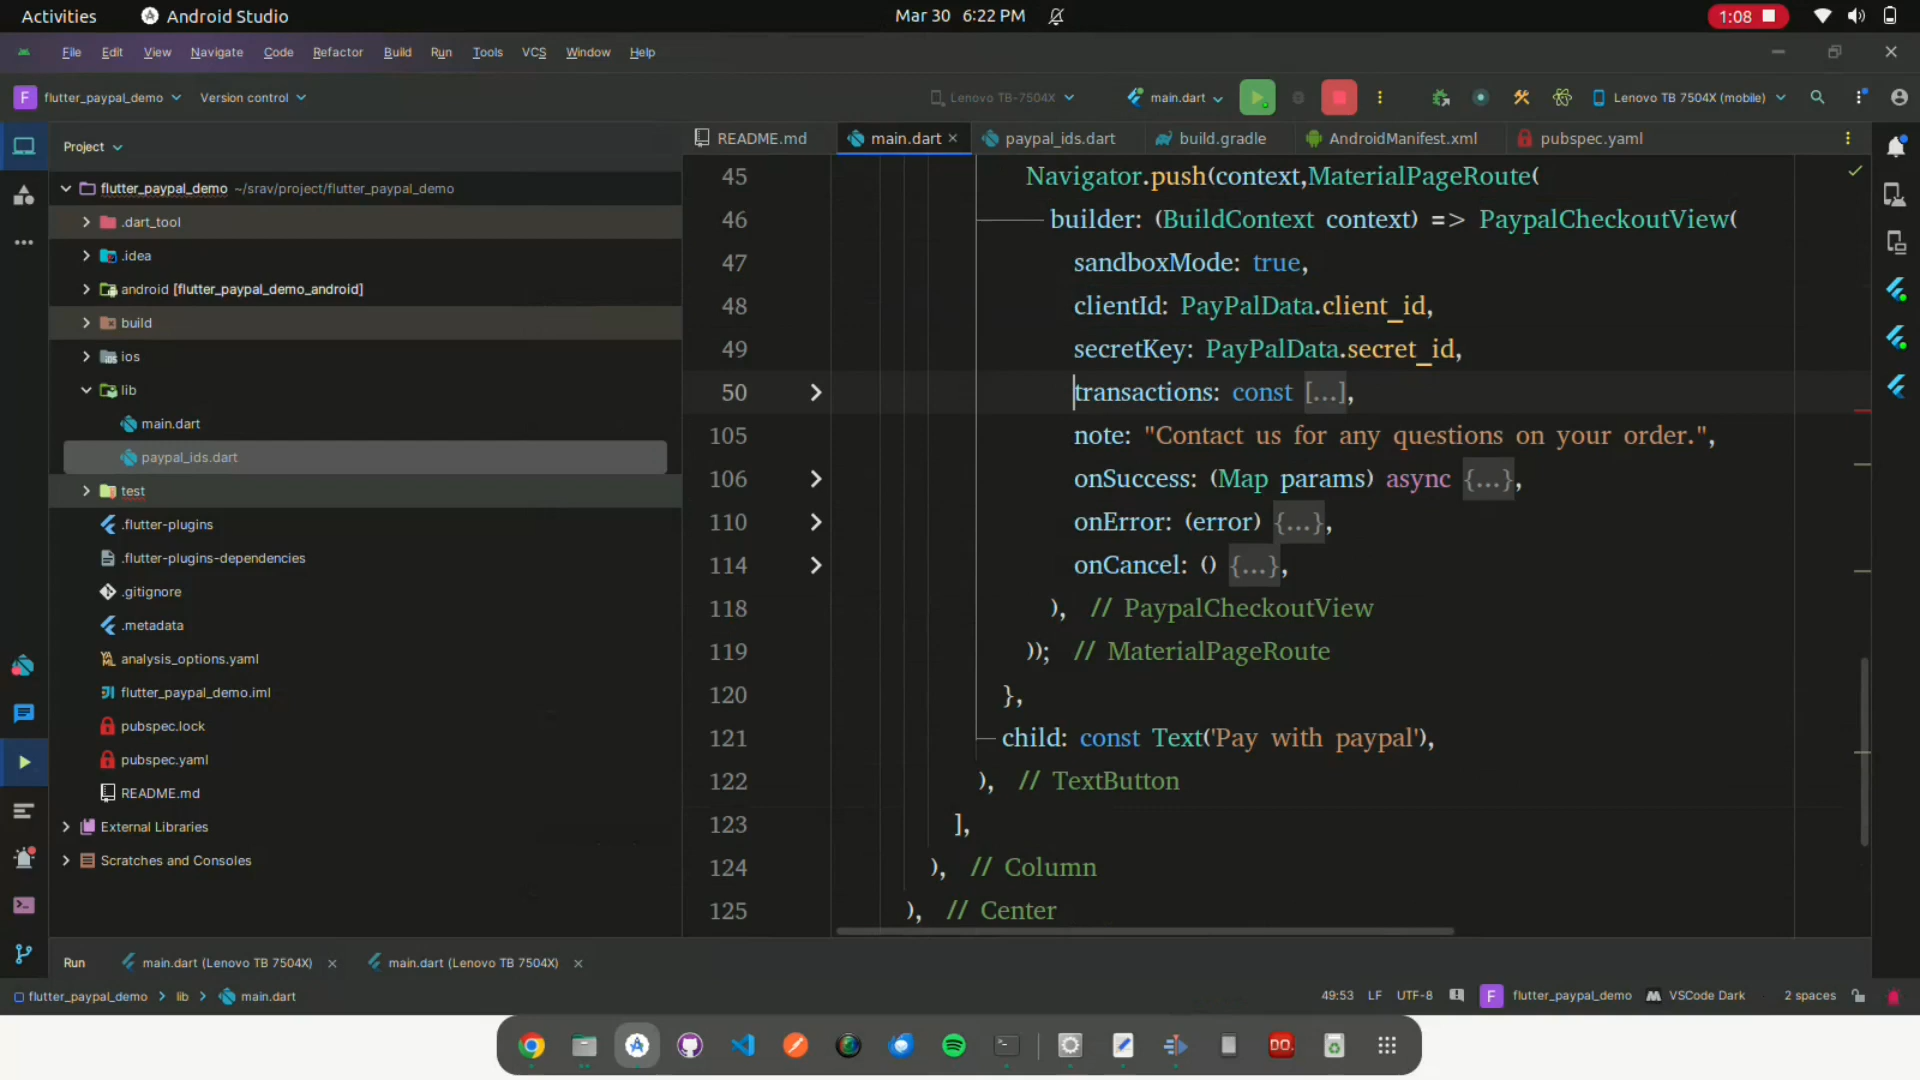 Activities
Android Studio
Mar 30 6:22 PM
1:08
File Edit View Navigate Code Refactor Build Run Tools VCS Window Help
F flutter_paypal_demo
Version control
Lenovo TB-7504X
main.dart
Lenovo TB 7504X (mobile)
Project
README.md
main.dart
paypal_ids.dart
build.gradle
AndroidManifest.xml
pubspec.yaml
flutter_paypal_demo ~/srav/project/flutter_paypal_demo
.dart_tool
.idea
android [flutter_paypal_demo_android]
build
ios
lib
main.dart
paypal_ids.dart
test
.flutter-plugins
.flutter-plugins-dependencies
.gitignore
.metadata
analysis_options.yaml
flutter_paypal_demo.iml
pubspec.lock
pubspec.yaml
README.md
External Libraries
Scratches and Consoles
45 Navigator.push(context,MaterialPageRoute(
46 builder: (BuildContext context) => PaypalCheckoutView(
47 sandboxMode: true,
48 clientId: PayPalData.client_id,
49 secretKey: PayPalData.secret_id,
50 transactions: const [...],
105 note: "Contact us for any questions on your order.",
106 onSuccess: (Map params) async {...},
110 onError: (error) {...},
114 onCancel: () {...},
118 ), // PaypalCheckoutView
119 )); // MaterialPageRoute
120 },
121 child: const Text('Pay with paypal'),
122 ), // TextButton
123 ],
124 ), // Column
125 ), // Center
Run
main.dart (Lenovo TB 7504X)
main.dart (Lenovo TB 7504X)
flutter_paypal_demo > lib > main.dart
49:53 LF UTF-8 F flutter_paypal_demo VSCode Dark 2 spaces
DO.